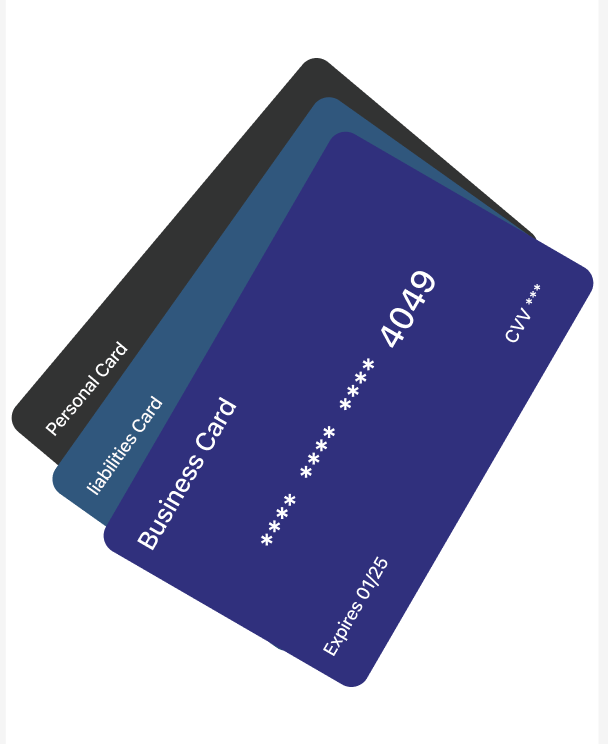 Personal Card
liabilities Card
Business Card
**** **** **** 4049
Expires 01/25
CVV ***